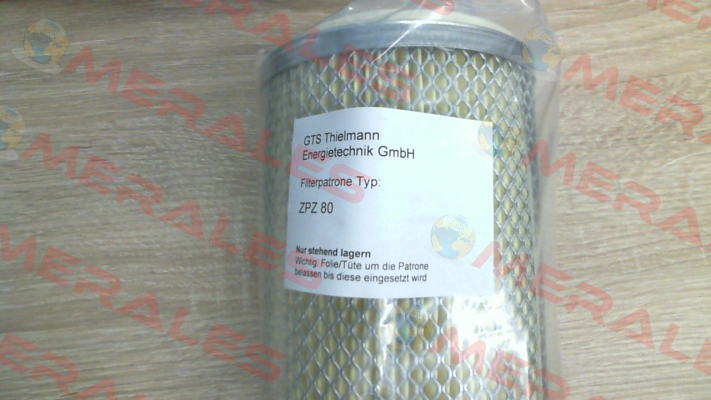 GTS Thielmann
Energietechnik GmbH
Filterpatrone Typ:
ZPZ 80
Nur stehend lagern
Wichtig: Folie/Tüte um die Patrone
belassen bis diese eingesetzt wird
MERALES
MERALES
MERALES
MERALES
MERALES